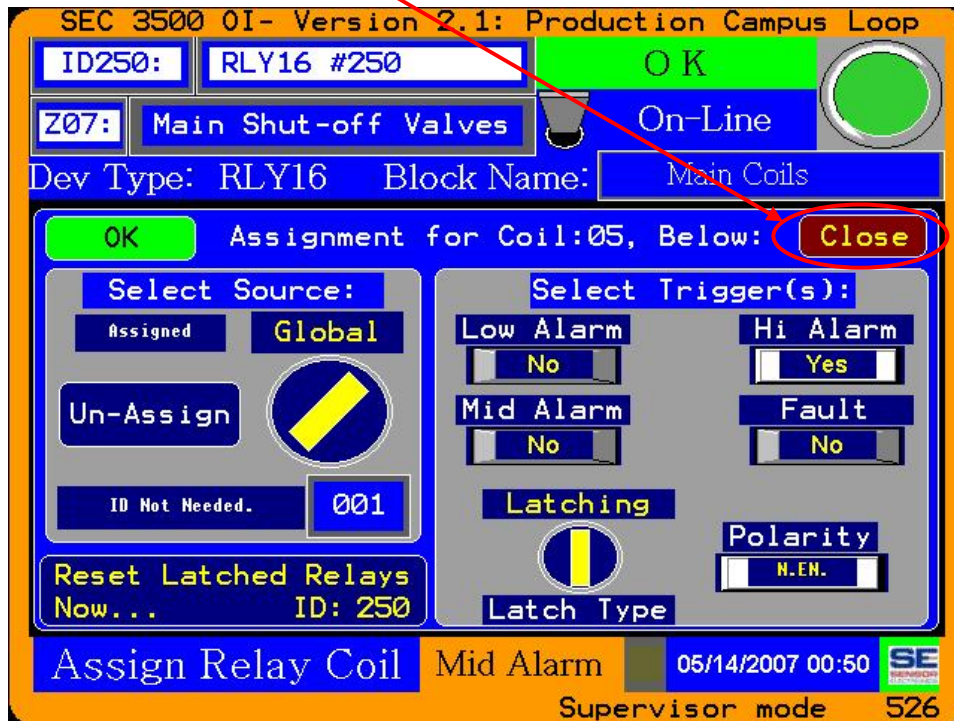 SEC 3500 OI- Version 2.1: Production Campus Loop
ID250: RLY16 #250 OK
Z07: Main Shut-off Valves On-Line
Dev Type: RLY16 Block Name: Main Coils
OK Assignment for Coil:05, Below: Close
Select Source:
Assigned Global
Un-Assign
ID Not Needed. 001
Reset Latched Relays
Now... ID: 250
Select Trigger(s):
Low Alarm Hi Alarm
No Yes
Mid Alarm Fault
No No
Latching
Polarity
N.EN.
Latch Type
Assign Relay Coil Mid Alarm 05/14/2007 00:50 SE
Supervisor mode 526